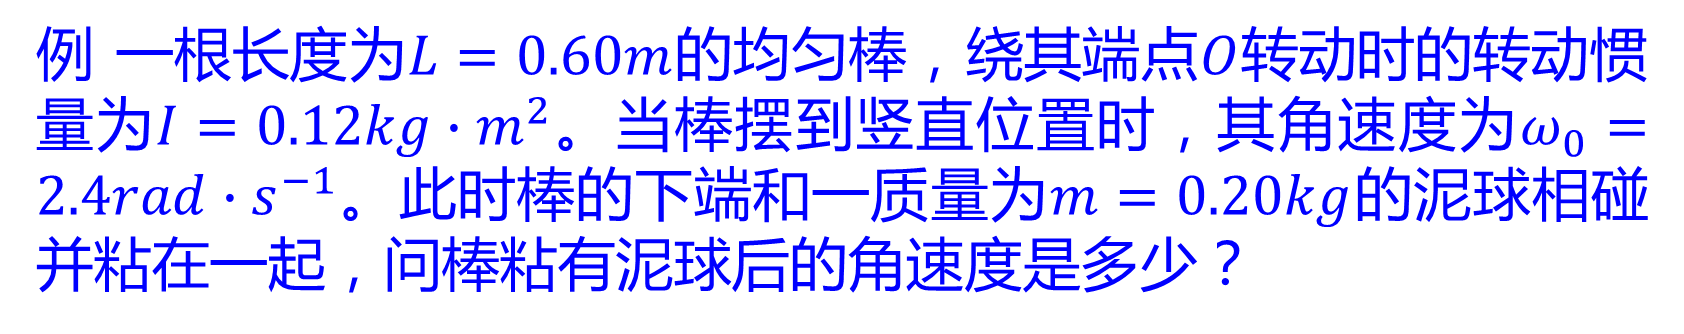 例 一根长度为L = 0.60m的均匀棒，绕其端点O转动时的转动惯
量为I = 0.12kg · m²。当棒摆到竖直位置时，其角速度为ω₀ =
2.4rad · s⁻¹。此时棒的下端和一质量为m = 0.20kg的泥球相碰
并粘在一起，问棒粘有泥球后的角速度是多少？